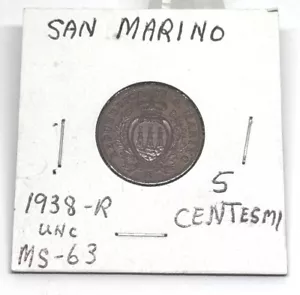 SAN MARINO
1938-R
UNC
MS-63
5
CENTESMI